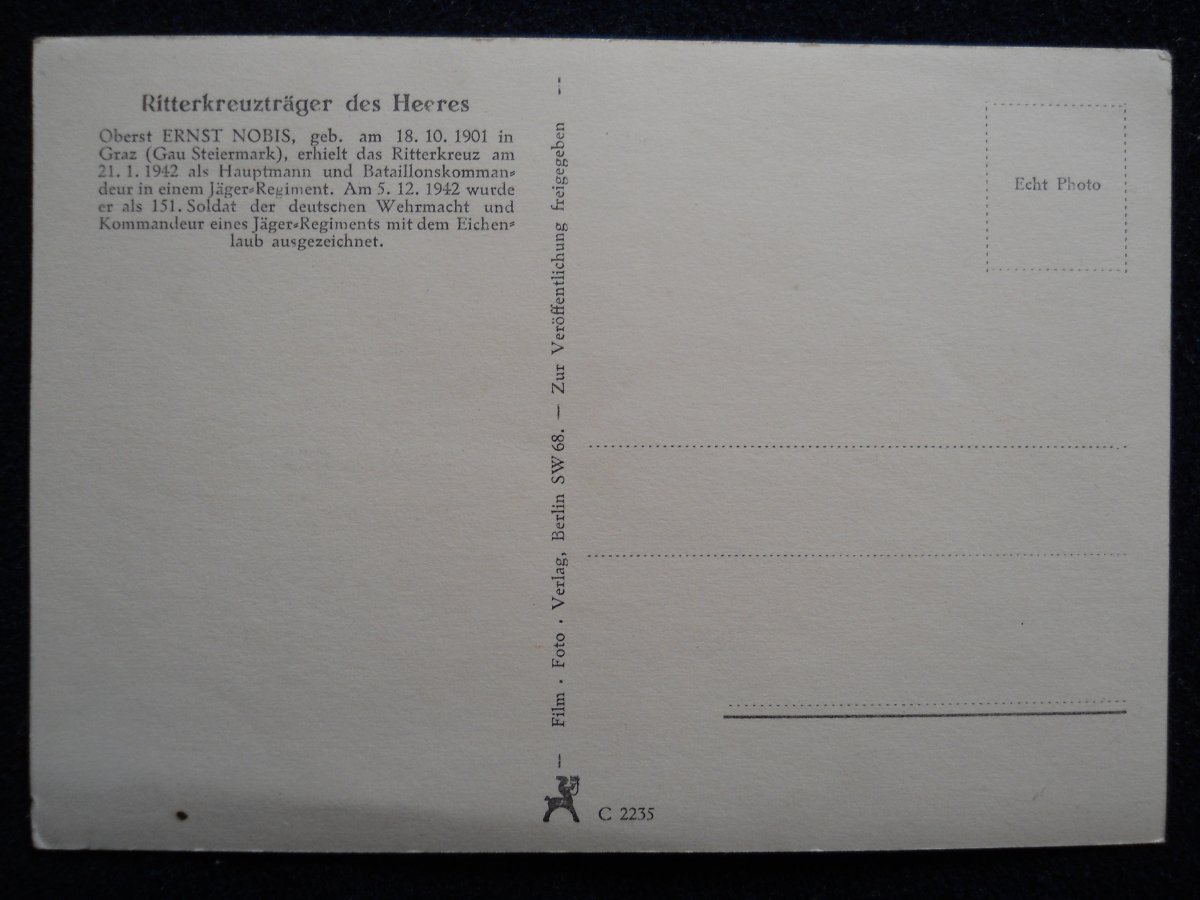 Ritterkreuzträger des Heeres
Oberst ERNST NOBIS, geb. am 18. 10. 1901 in
Graz (Gau Steiermark), erhielt das Ritterkreuz am
21. 1. 1942 als Hauptmann und Bataillonskomman-
deur in einem Jäger-Regiment. Am 5. 12. 1942 wurde
er als 151. Soldat der deutschen Wehrmacht und
Kommandeur eines Jäger-Regiments mit dem Eichen-
laub ausgezeichnet.
— Film · Foto · Verlag, Berlin SW 68. — Zur Veröffentlichung freigegeben —
C 2235
Echt Photo